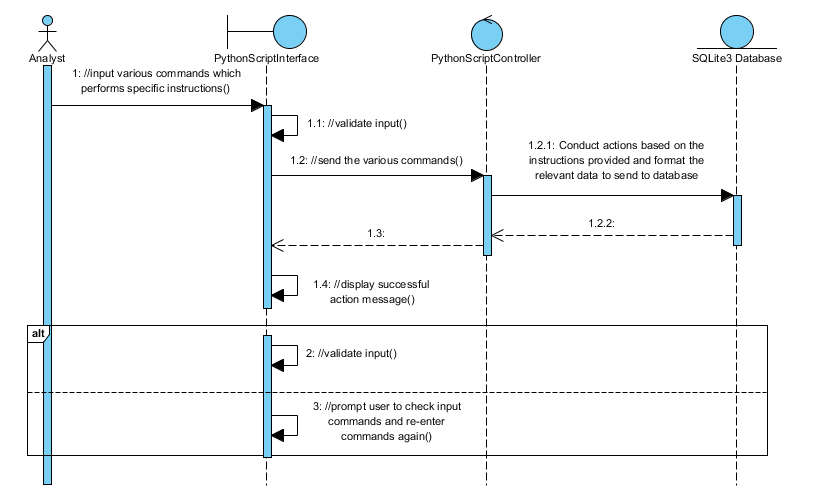 Analyst
PythonScriptInterface
PythonScriptController
SQLite3 Database
1: //input various commands which
performs specific instructions()
1.1: //validate input()
1.2: //send the various commands()
1.2.1: Conduct actions based on the
instructions provided and format the
relevant data to send to database
1.2.2:
1.3:
1.4: //display successful
action message()
alt
2: //validate input()
3: //prompt user to check input
commands and re-enter
commands again()